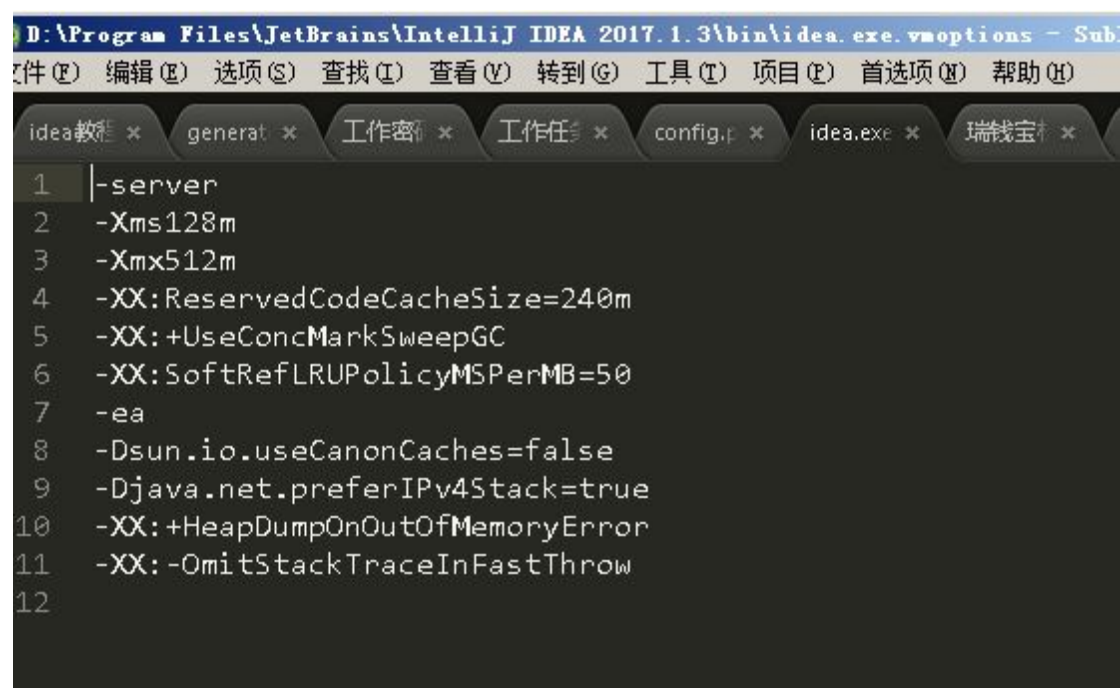 D:\Program Files\JetBrains\IntelliJ IDEA 2017.1.3\bin\idea.exe.vmoptions - Subl
文件(F) 编辑(E) 选项(S) 查找(I) 查看(V) 转到(G) 工具(T) 项目(P) 首选项(N) 帮助(H)
idea教程 × generat × 工作密 × 工作任 × config.p × idea.exe × 瑞钱宝 ×
1 -server
2 -Xms128m
3 -Xmx512m
4 -XX:ReservedCodeCacheSize=240m
5 -XX:+UseConcMarkSweepGC
6 -XX:SoftRefLRUPolicyMSPerMB=50
7 -ea
8 -Dsun.io.useCanonCaches=false
9 -Djava.net.preferIPv4Stack=true
10 -XX:+HeapDumpOnOutOfMemoryError
11 -XX:-OmitStackTraceInFastThrow
12